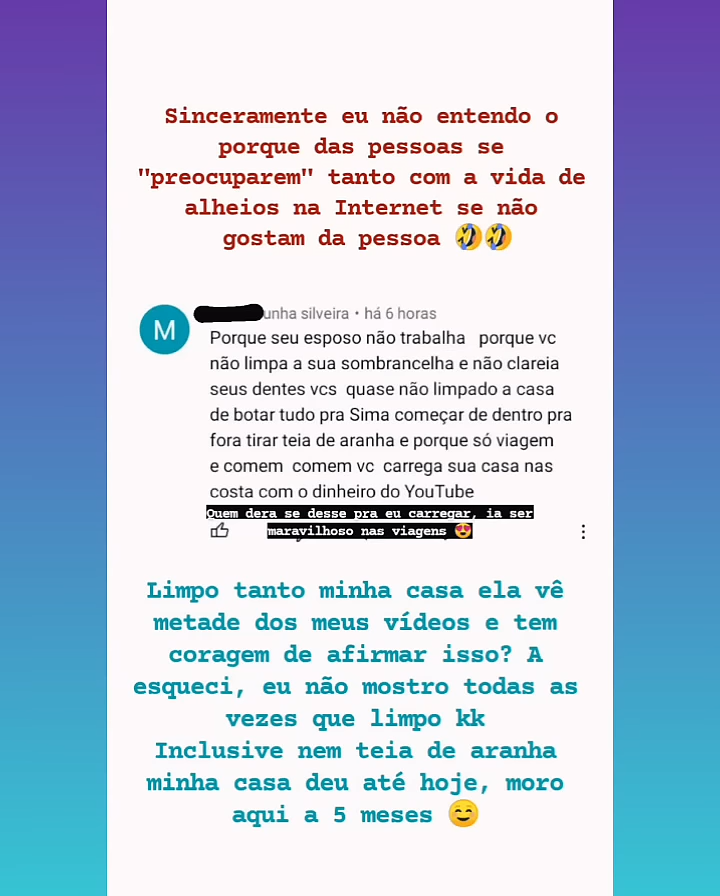 Sinceramente eu não entendo o
porque das pessoas se
"preocuparem" tanto com a vida de
alheios na Internet se não
gostam da pessoa 🤣🤣
M
unha silveira • há 6 horas
Porque seu esposo não trabalha porque vc
não limpa a sua sombrancelha e não clareia
seus dentes vcs quase não limpado a casa
de botar tudo pra Sima começar de dentro pra
fora tirar teia de aranha e porque só viagem
e comem comem vc carrega sua casa nas
costa com o dinheiro do YouTube
Quem dera se desse pra eu carregar, ia ser
maravilhoso nas viagens 😍
Limpo tanto minha casa ela vê
metade dos meus vídeos e tem
coragem de afirmar isso? A
esqueci, eu não mostro todas as
vezes que limpo kk
Inclusive nem teia de aranha
minha casa deu até hoje, moro
aqui a 5 meses 😊